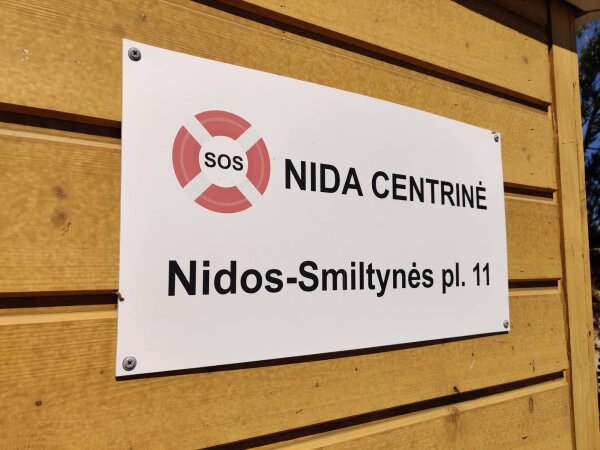 SOS
NIDA CENTRINĖ
Nidos-Smiltynės pl. 11